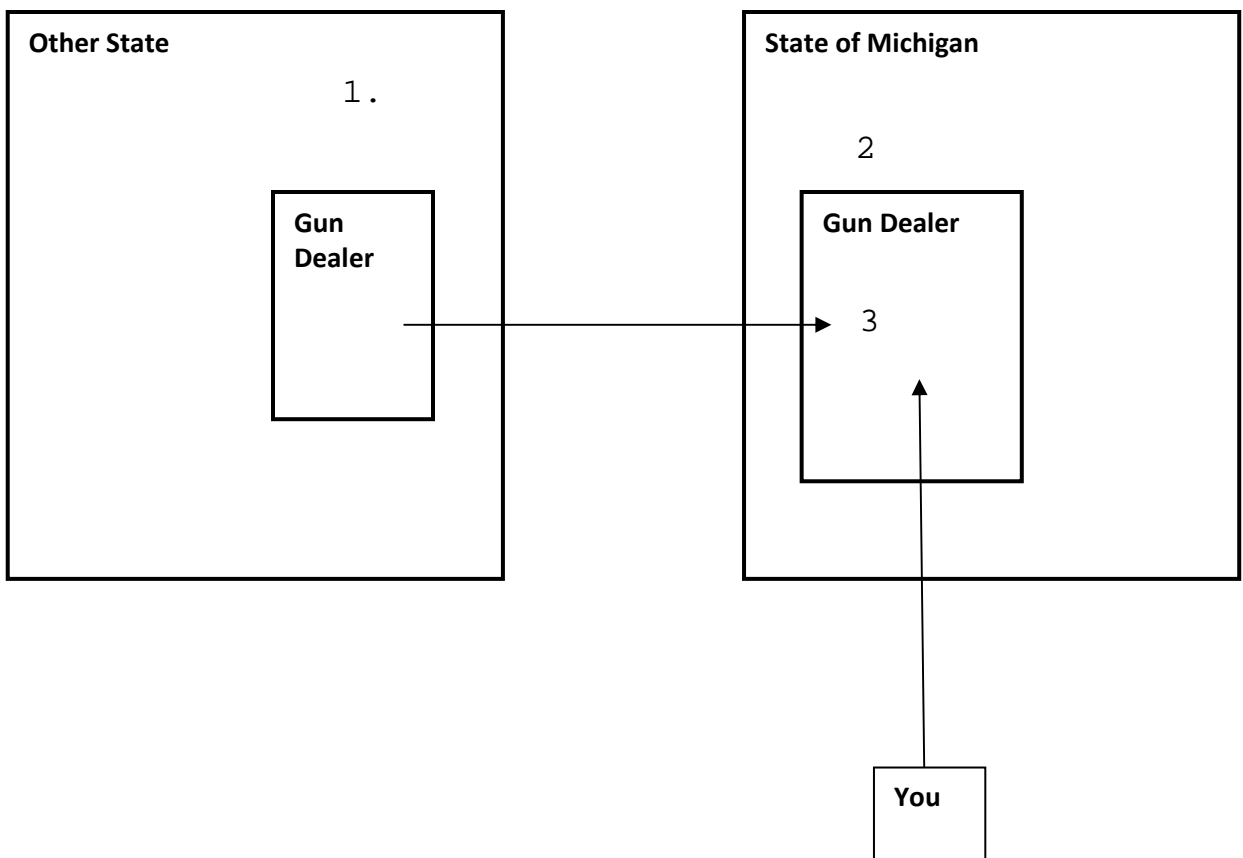 Other State
State of Michigan
1.
2
Gun
Dealer
Gun Dealer
3
You